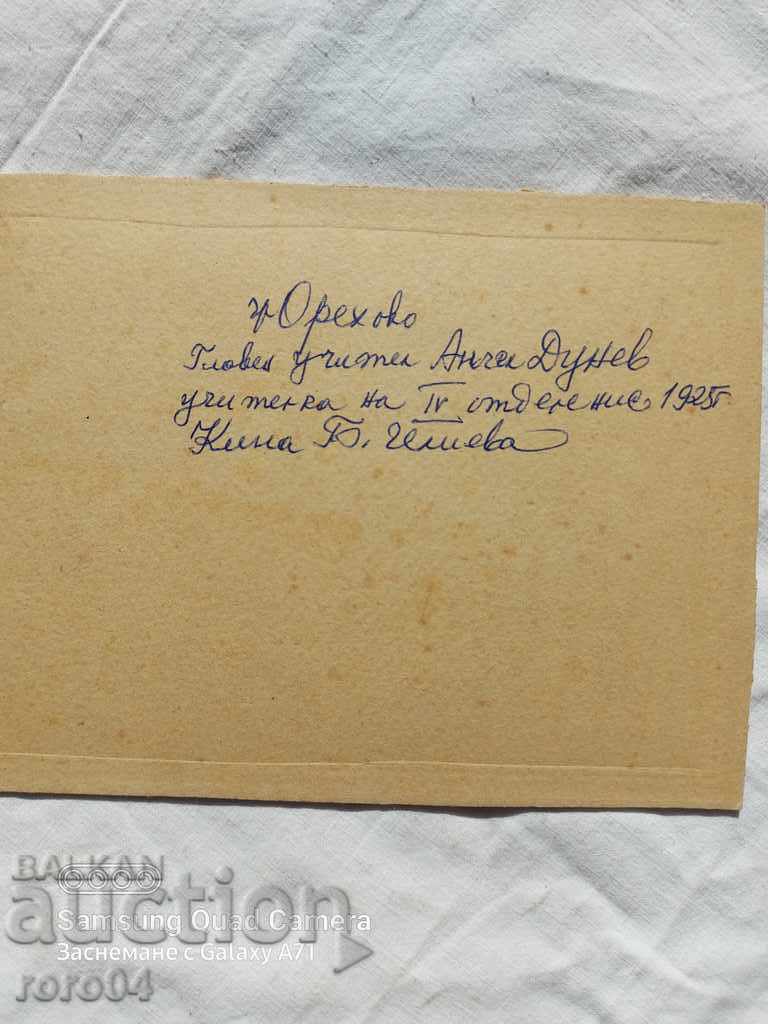 гр Орехово
Главен учител Ангел Дунев
учителка на IV отделение 1925г
Кина Б. Челиева
BALKAN
auction
Samsung Quad Camera
Заснемане с Galaxy A71
roro04